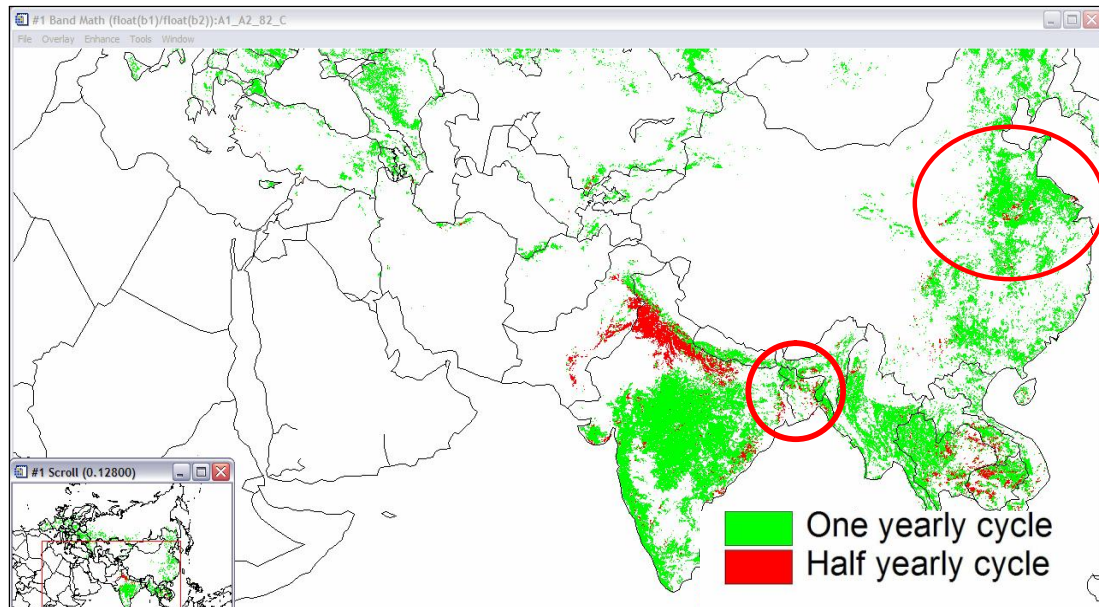 #1 Band Math (float(b1)/float(b2)):A1_A2_82_C
File Overlay Enhance Tools Window
#1 Scroll (0.12800)
One yearly cycle
Half yearly cycle